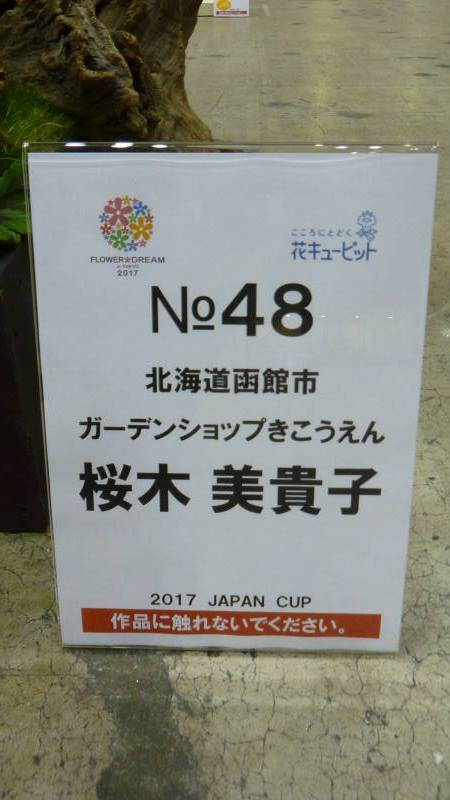 FLOWER★DREAM
in TOKYO
2017
こころにとどく
花キューピット
№48
北海道函館市
ガーデンショップきこうえん
桜木 美貴子
2017 JAPAN CUP
作品に触れないでください。